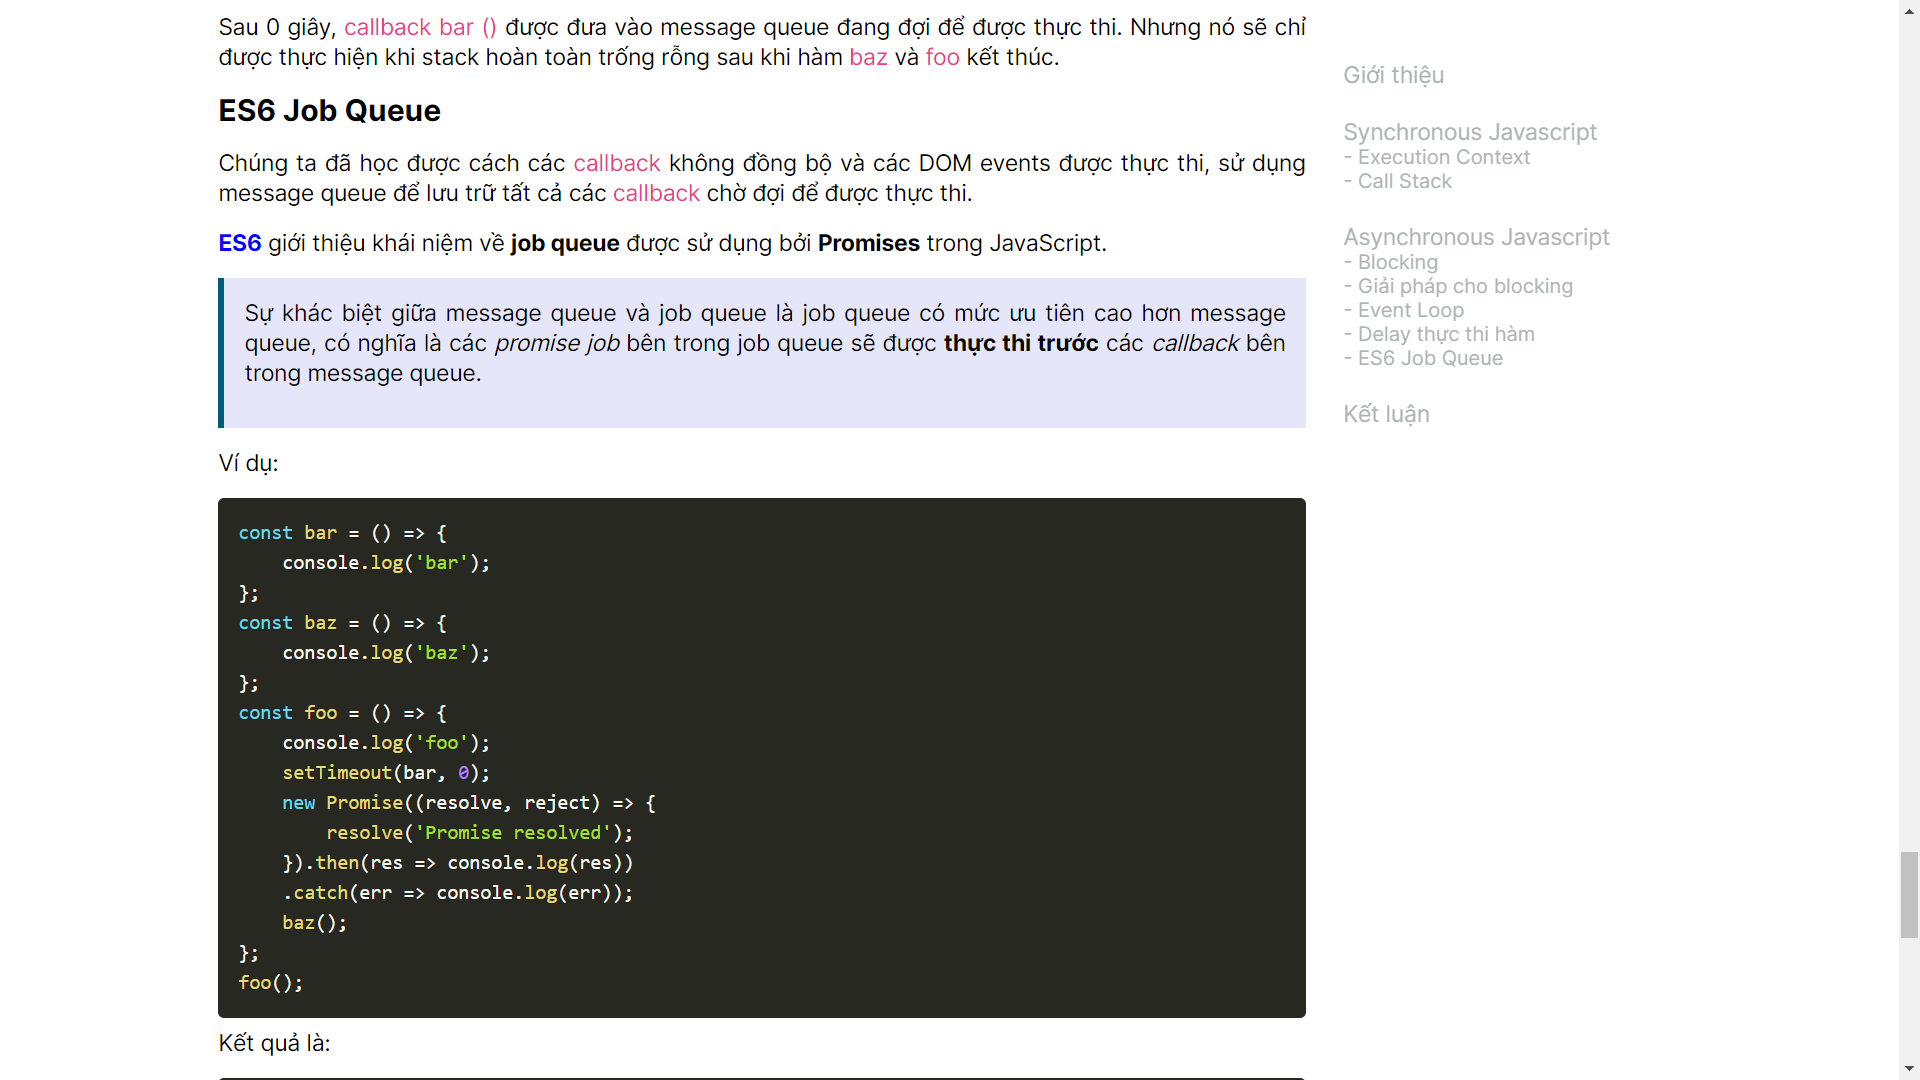 Sau 0 giây, callback bar () được đưa vào message queue đang đợi để được thực thi. Nhưng nó sẽ chỉ
được thực hiện khi stack hoàn toàn trống rỗng sau khi hàm baz và foo kết thúc.
ES6 Job Queue
Chúng ta đã học được cách các callback không đồng bộ và các DOM events được thực thi, sử dụng
message queue để lưu trữ tất cả các callback chờ đợi để được thực thi.
ES6 giới thiệu khái niệm về job queue được sử dụng bởi Promises trong JavaScript.
Sự khác biệt giữa message queue và job queue là job queue có mức ưu tiên cao hơn message
queue, có nghĩa là các promise job bên trong job queue sẽ được thực thi trước các callback bên
trong message queue.
Ví dụ:
const bar = () => {
    console.log('bar');
};
const baz = () => {
    console.log('baz');
};
const foo = () => {
    console.log('foo');
    setTimeout(bar, 0);
    new Promise((resolve, reject) => {
        resolve('Promise resolved');
    }).then(res => console.log(res))
    .catch(err => console.log(err));
    baz();
};
foo();
Kết quả là:
Giới thiệu
Synchronous Javascript
- Execution Context
- Call Stack
Asynchronous Javascript
- Blocking
- Giải pháp cho blocking
- Event Loop
- Delay thực thi hàm
- ES6 Job Queue
Kết luận